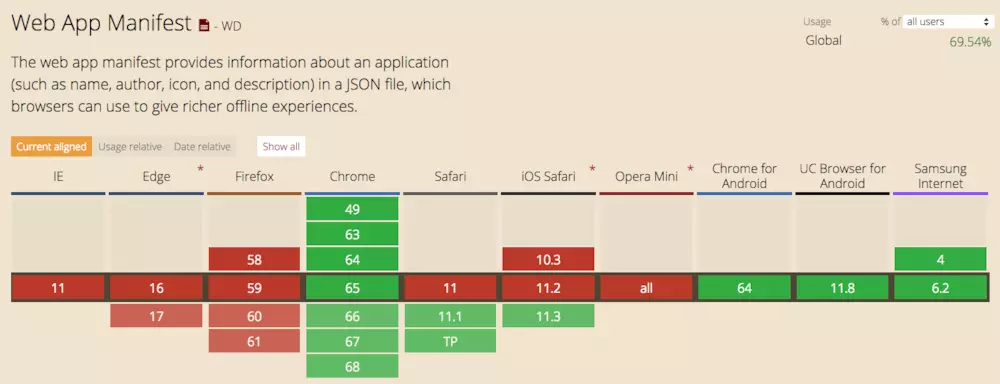 Web App Manifest - WD
Usage % of all users
Global 69.54%
The web app manifest provides information about an application
(such as name, author, icon, and description) in a JSON file, which
browsers can use to give richer offline experiences.
Current aligned Usage relative Date relative Show all
IE Edge * Firefox Chrome Safari iOS Safari * Opera Mini * Chrome for Android UC Browser for Android Samsung Internet
49
63
58 64 10.3 4
11 16 59 65 11 11.2 all 64 11.8 6.2
17 60 66 11.1 11.3
61 67 TP
68